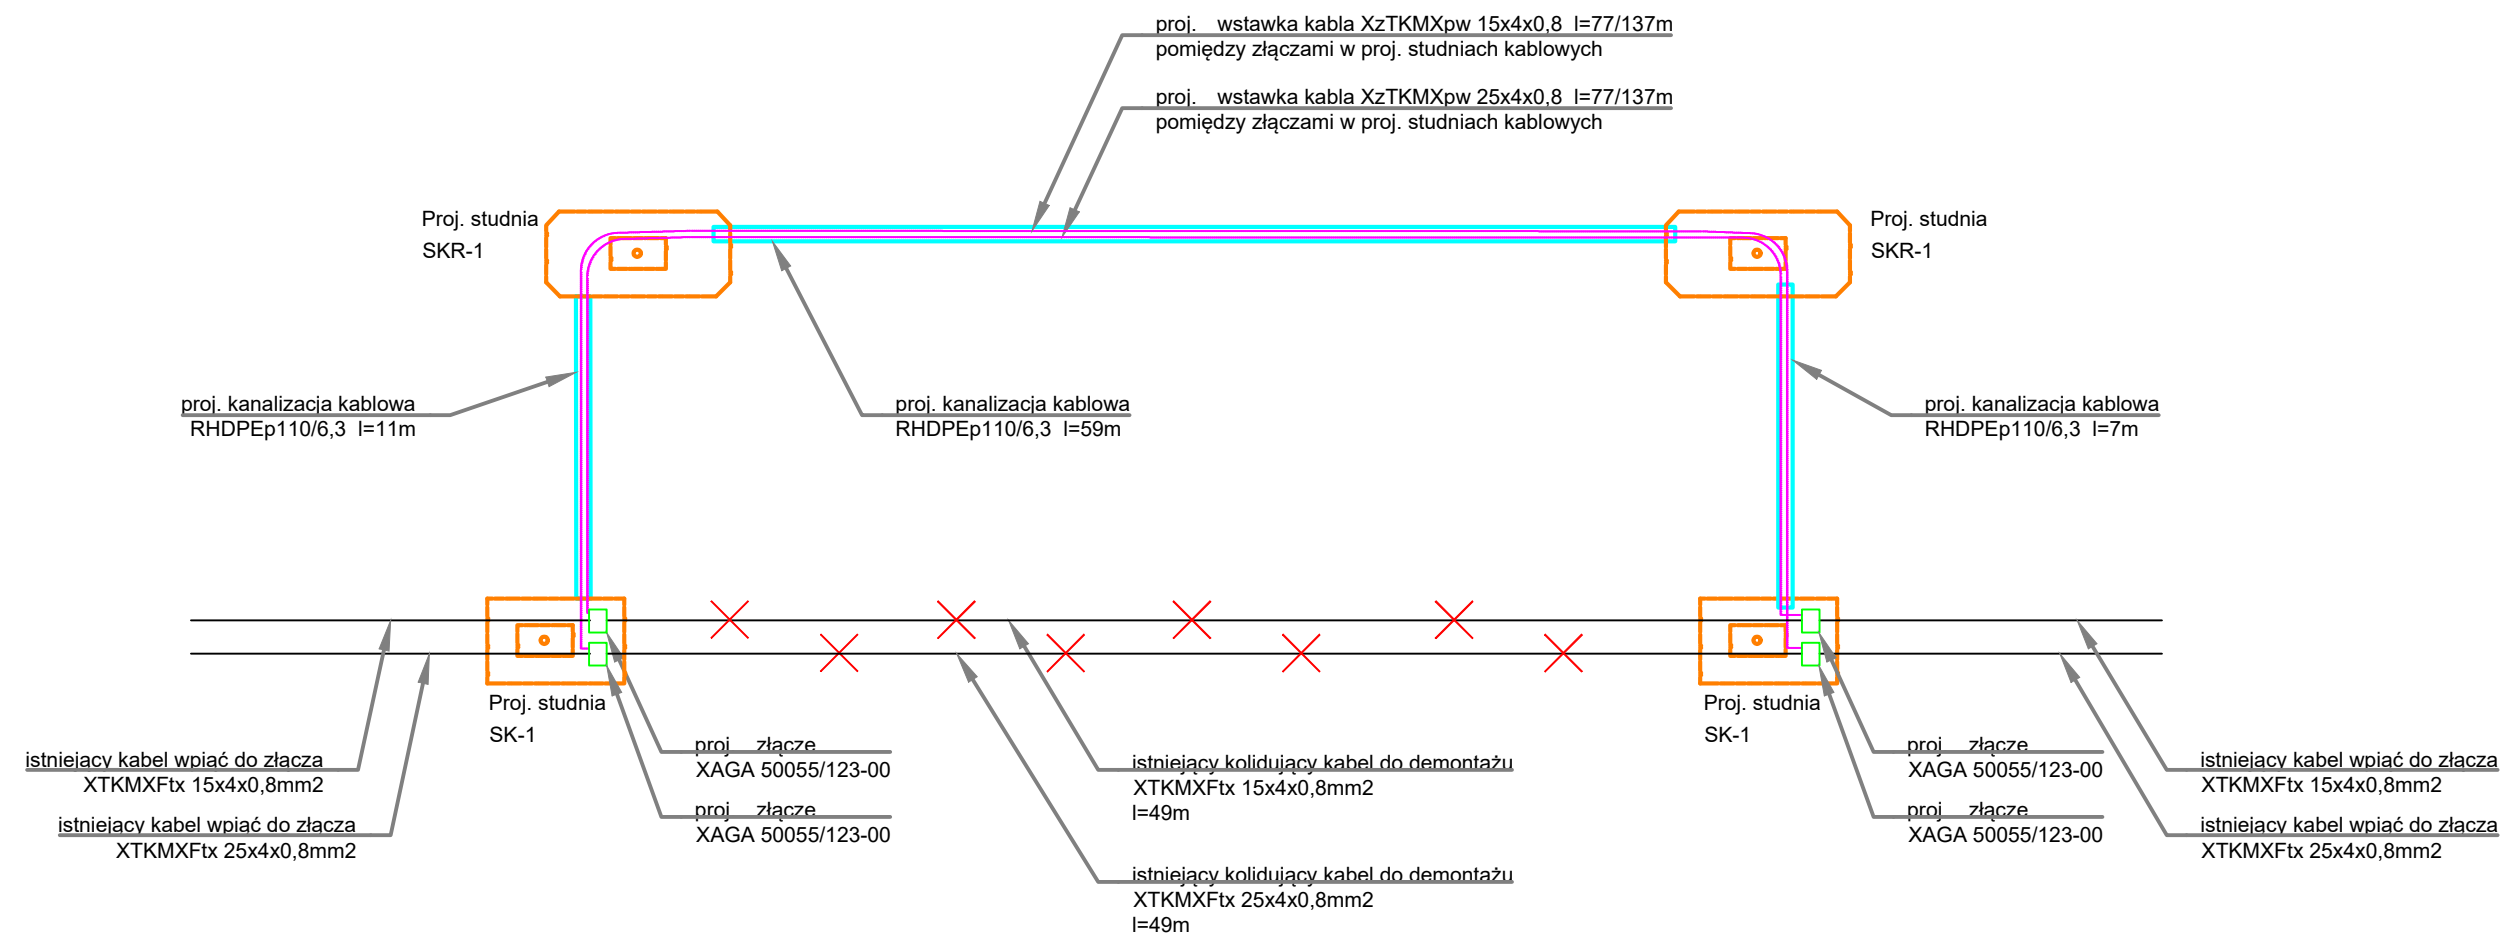 proj. wstawka kabla XzTKMXpw 15x4x0,8 l=77/137m
pomiędzy złączami w proj. studniach kablowych
proj. wstawka kabla XzTKMXpw 25x4x0,8 l=77/137m
pomiędzy złączami w proj. studniach kablowych
Proj. studnia
SKR-1
Proj. studnia
SKR-1
proj. kanalizacja kablowa
RHDPEp110/6,3 l=11m
proj. kanalizacja kablowa
RHDPEp110/6,3 l=59m
proj. kanalizacja kablowa
RHDPEp110/6,3 l=7m
Proj. studnia
SK-1
Proj. studnia
SK-1
istniejący kabel wpiąć do złącza
XTKMXFtx 15x4x0,8mm2
istniejący kabel wpiąć do złącza
XTKMXFtx 25x4x0,8mm2
proj. złącze
XAGA 50055/123-00
proj. złącze
XAGA 50055/123-00
istniejący kolidujący kabel do demontażu
XTKMXFtx 15x4x0,8mm2
l=49m
istniejący kolidujący kabel do demontażu
XTKMXFtx 25x4x0,8mm2
l=49m
proj. złącze
XAGA 50055/123-00
proj. złącze
XAGA 50055/123-00
istniejący kabel wpiąć do złącza
XTKMXFtx 15x4x0,8mm2
istniejący kabel wpiąć do złącza
XTKMXFtx 25x4x0,8mm2